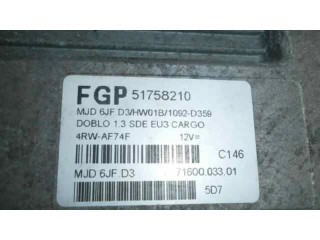 FGP 51758210
MJD 6JF D3/HW01B/1092-D359
DOBLO 1.3 SDE EU3 CARGO
4RW-AF74F 12V=
C146
MJD 6JF D3 71600.033.01
5D7